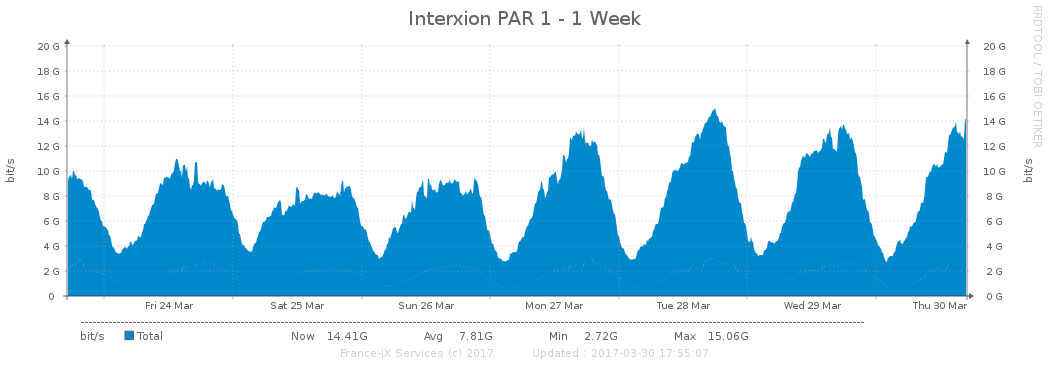 Interxion PAR 1 - 1 Week
RRDTOOL / TOBI OETIKER
20 G 20 G
18 G 18 G
16 G 16 G
14 G 14 G
12 G 12 G
10 G 10 G
8 G 8 G
6 G 6 G
4 G 4 G
2 G 2 G
0 0 G
bit/s
bit/s
Fri 24 Mar Sat 25 Mar Sun 26 Mar Mon 27 Mar Tue 28 Mar Wed 29 Mar Thu 30 Mar
bit/s Total Now 14.41G Avg 7.81G Min 2.72G Max 15.06G
France-IX Services (c) 2017 Updated : 2017-03-30 17:55:07